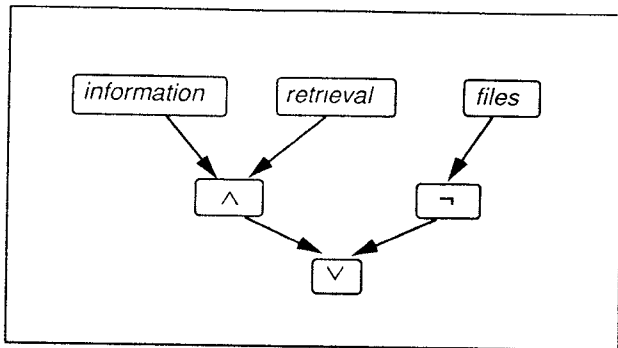 information retrieval files
∧ ¬
∨